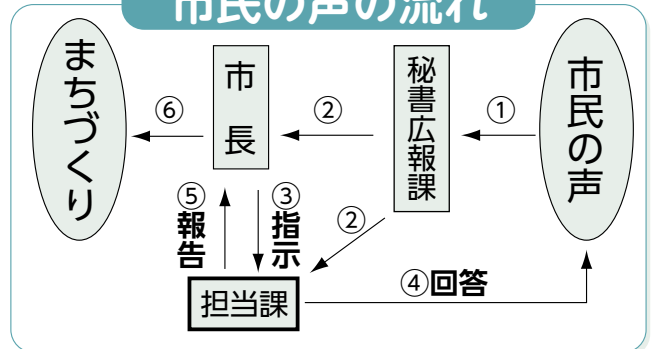 市民の声の流れ
まちづくり
⑥
市長
②
秘書広報課
①
市民の声
⑤報告
③指示
②
担当課
④回答